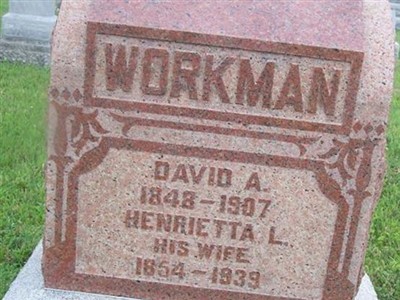 WORKMAN
DAVID A.
1848-1907
HENRIETTA L.
HIS WIFE
1854-1939